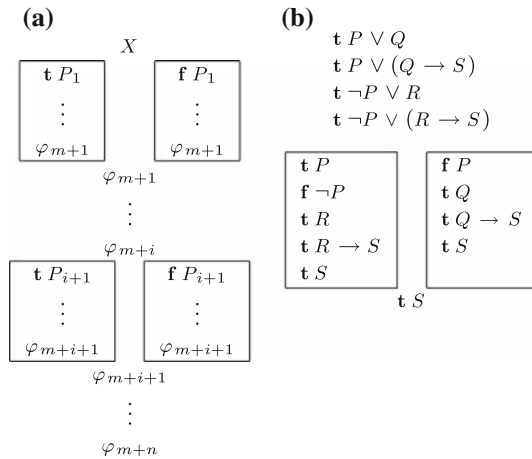 (a)
X
t P₁ f P₁
⋮ ⋮
φₘ₊₁ φₘ₊₁
φₘ₊₁
⋮
φₘ₊ᵢ
t Pᵢ₊₁ f Pᵢ₊₁
⋮ ⋮
φₘ₊ᵢ₊₁ φₘ₊ᵢ₊₁
φₘ₊ᵢ₊₁
⋮
φₘ₊ₙ
(b)
t P ∨ Q
t P ∨ (Q → S)
t ¬P ∨ R
t ¬P ∨ (R → S)
t P
f ¬P
t R
t R → S
t S
f P
t Q
t Q → S
t S
t S